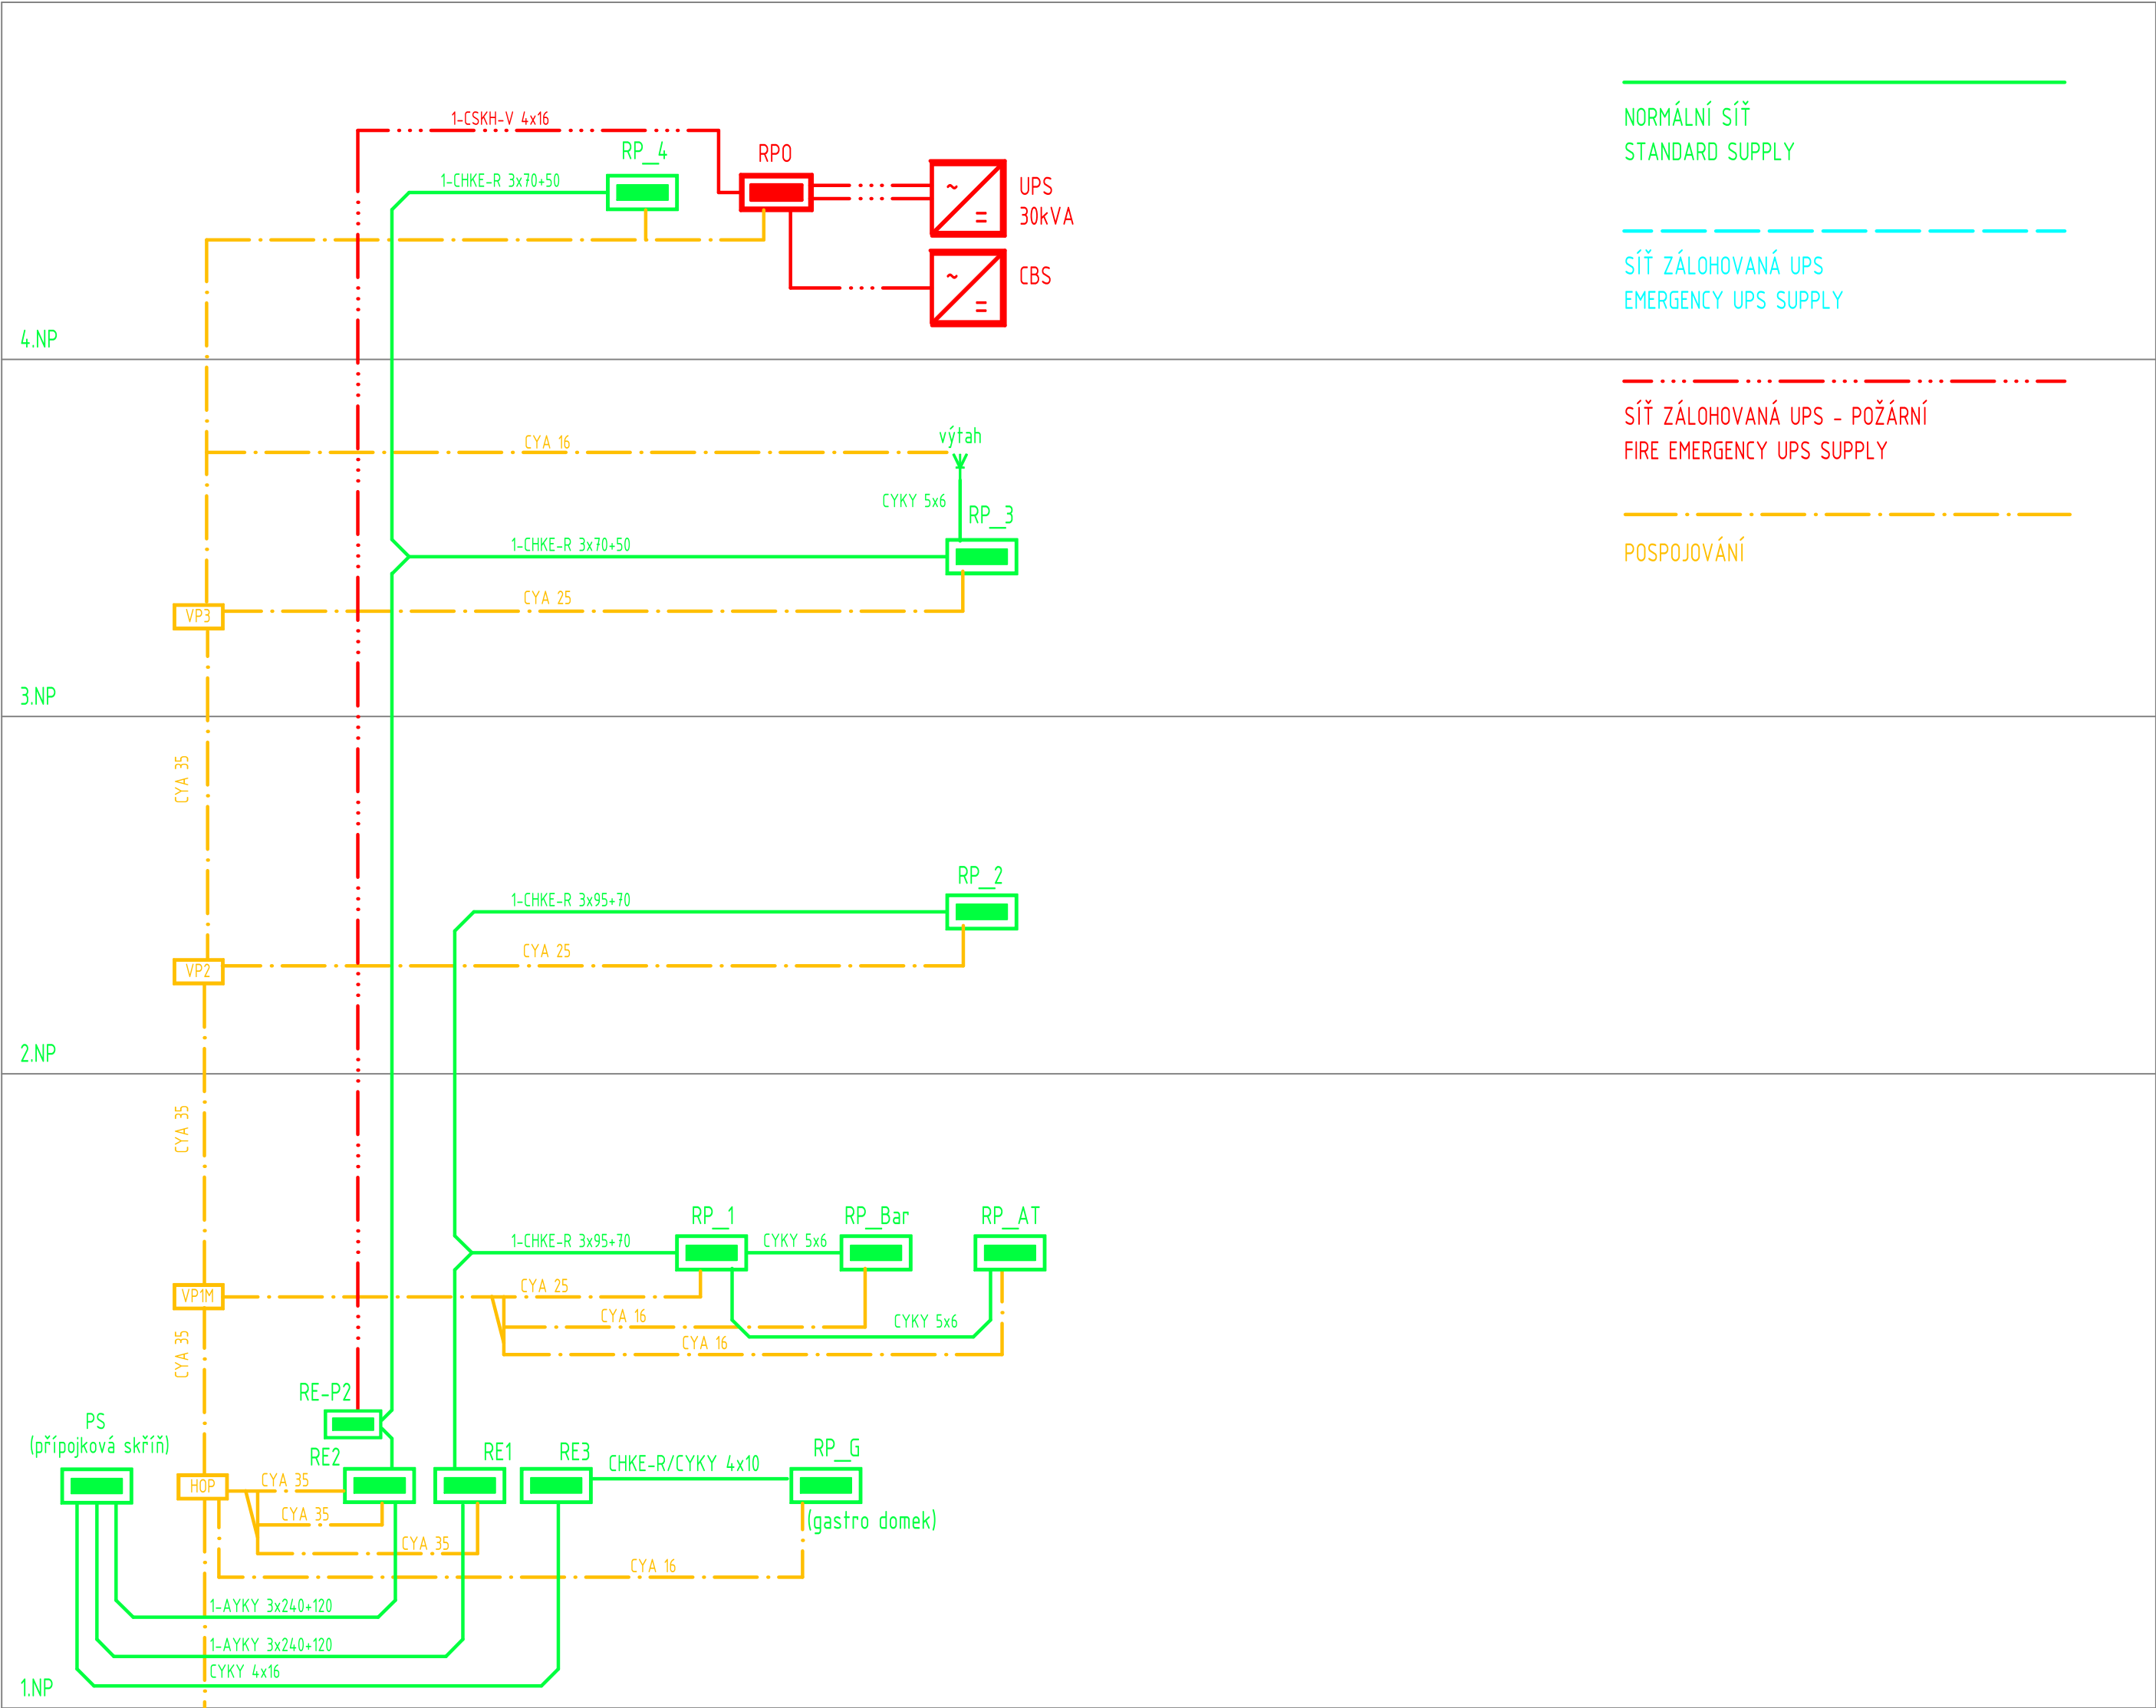 1-CSKH-V 4x16
RP_4
RPO
1-CHKE-R 3x70+50
UPS
30kVA
CBS
4.NP
NORMÁLNÍ SÍŤ
STANDARD SUPPLY
SÍŤ ZÁLOHOVANÁ UPS
EMERGENCY UPS SUPPLY
SÍŤ ZÁLOHOVANÁ UPS - POŽÁRNÍ
FIRE EMERGENCY UPS SUPPLY
POSPOJOVÁNÍ
výtah
CYA 16
CYKY 5x6
RP_3
1-CHKE-R 3x70+50
CYA 25
VP3
3.NP
CYA 35
RP_2
1-CHKE-R 3x95+70
CYA 25
VP2
2.NP
CYA 35
RP_1
RP_Bar
RP_AT
1-CHKE-R 3x95+70
CYKY 5x6
CYA 25
VP1M
CYA 16
CYKY 5x6
CYA 16
CYA 35
RE-P2
PS
(přípojková skříň)
RE2
RE1
RE3
RP_G
CHKE-R/CYKY 4x10
HOP
CYA 35
CYA 35
(gastro domek)
CYA 35
CYA 16
1-AYKY 3x240+120
1-AYKY 3x240+120
CYKY 4x16
1.NP